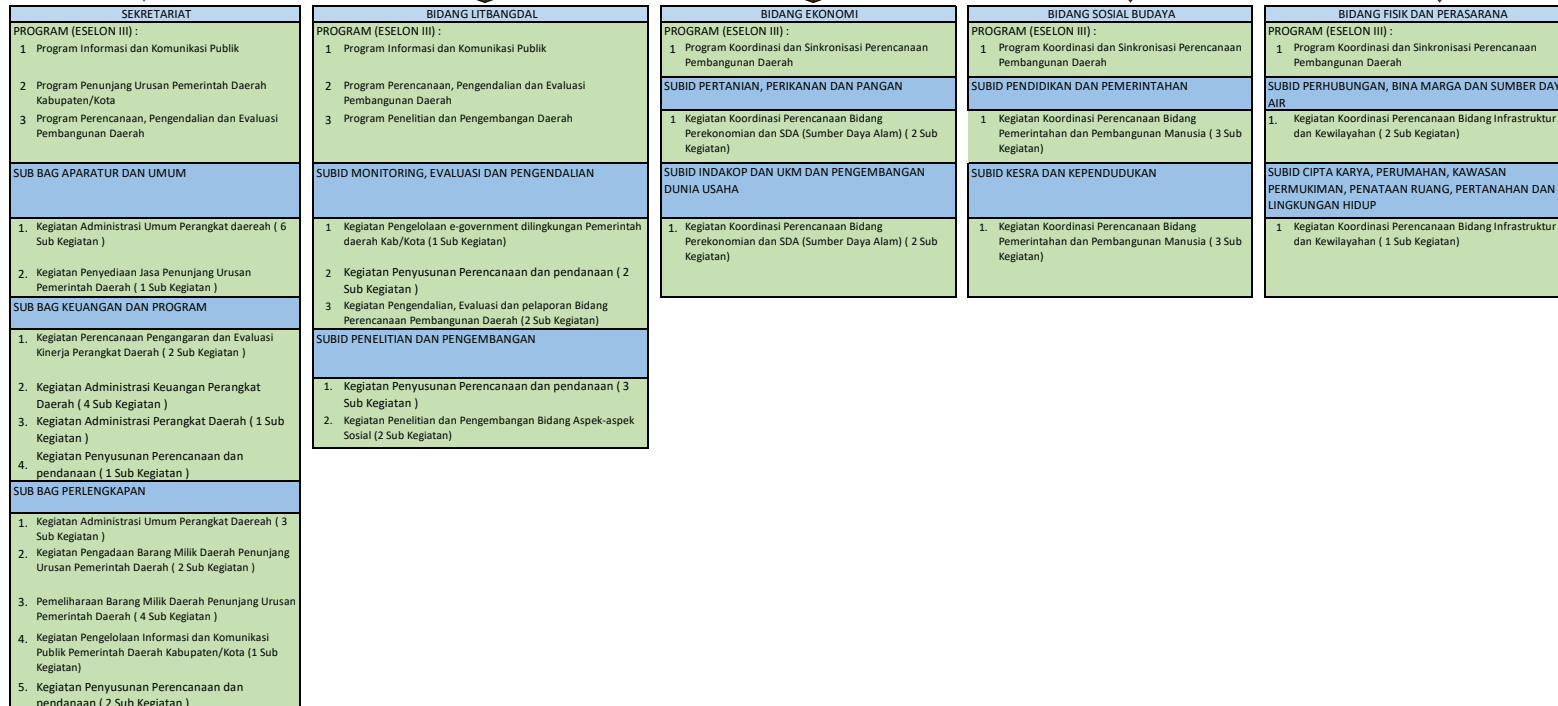 SEKRETARIAT
PROGRAM (ESELON III) :
1 Program Informasi dan Komunikasi Publik
2 Program Penunjang Urusan Pemerintah Daerah
Kabupaten/Kota
3 Program Perencanaan, Pengendalian dan Evaluasi
Pembangunan Daerah
SUB BAG APARATUR DAN UMUM
1. Kegiatan Administrasi Umum Perangkat daereah ( 6
Sub Kegiatan )
2. Kegiatan Penyediaan Jasa Penunjang Urusan
Pemerintah Daerah ( 1 Sub Kegiatan )
SUB BAG KEUANGAN DAN PROGRAM
1. Kegiatan Perencanaan Pengangaran dan Evaluasi
Kinerja Perangkat Daerah ( 2 Sub Kegiatan )
2. Kegiatan Administrasi Keuangan Perangkat
Daerah ( 4 Sub Kegiatan )
3. Kegiatan Administrasi Perangkat Daerah ( 1 Sub
Kegiatan )
4. Kegiatan Penyusunan Perencanaan dan
pendanaan ( 1 Sub Kegiatan )
SUB BAG PERLENGKAPAN
1. Kegiatan Administrasi Umum Perangkat Daereah ( 3
Sub Kegiatan )
2. Kegiatan Pengadaan Barang Milik Daerah Penunjang
Urusan Pemerintah Daerah ( 2 Sub Kegiatan )
3. Pemeliharaan Barang Milik Daerah Penunjang Urusan
Pemerintah Daerah ( 4 Sub Kegiatan )
4. Kegiatan Pengelolaan Informasi dan Komunikasi
Publik Pemerintah Daerah Kabupaten/Kota (1 Sub
Kegiatan)
5. Kegiatan Penyusunan Perencanaan dan
pendanaan ( 2 Sub Kegiatan )
BIDANG LITBANGDAL
PROGRAM (ESELON III) :
1 Program Informasi dan Komunikasi Publik
2 Program Perencanaan, Pengendalian dan Evaluasi
Pembangunan Daerah
3 Program Penelitian dan Pengembangan Daerah
SUBID MONITORING, EVALUASI DAN PENGENDALIAN
1 Kegiatan Pengelolaan e-government dilingkungan Pemerintah
daerah Kab/Kota (1 Sub Kegiatan)
2 Kegiatan Penyusunan Perencanaan dan pendanaan ( 2
Sub Kegiatan )
3 Kegiatan Pengendalian, Evaluasi dan pelaporan Bidang
Perencanaan Pembangunan Daerah (2 Sub Kegiatan)
SUBID PENELITIAN DAN PENGEMBANGAN
1. Kegiatan Penyusunan Perencanaan dan pendanaan ( 3
Sub Kegiatan )
2. Kegiatan Penelitian dan Pengembangan Bidang Aspek-aspek
Sosial (2 Sub Kegiatan)
BIDANG EKONOMI
PROGRAM (ESELON III) :
1 Program Koordinasi dan Sinkronisasi Perencanaan
Pembangunan Daerah
SUBID PERTANIAN, PERIKANAN DAN PANGAN
1 Kegiatan Koordinasi Perencanaan Bidang
Perekonomian dan SDA (Sumber Daya Alam) ( 2 Sub
Kegiatan)
SUBID INDAKOP DAN UKM DAN PENGEMBANGAN
DUNIA USAHA
1. Kegiatan Koordinasi Perencanaan Bidang
Perekonomian dan SDA (Sumber Daya Alam) ( 2 Sub
Kegiatan)
BIDANG SOSIAL BUDAYA
PROGRAM (ESELON III) :
1 Program Koordinasi dan Sinkronisasi Perencanaan
Pembangunan Daerah
SUBID PENDIDIKAN DAN PEMERINTAHAN
1 Kegiatan Koordinasi Perencanaan Bidang
Pemerintahan dan Pembangunan Manusia ( 3 Sub
Kegiatan)
SUBID KESRA DAN KEPENDUDUKAN
1. Kegiatan Koordinasi Perencanaan Bidang
Pemerintahan dan Pembangunan Manusia ( 3 Sub
Kegiatan)
BIDANG FISIK DAN PERASARANA
PROGRAM (ESELON III) :
1 Program Koordinasi dan Sinkronisasi Perencanaan
Pembangunan Daerah
SUBID PERHUBUNGAN, BINA MARGA DAN SUMBER DAY
AIR
1. Kegiatan Koordinasi Perencanaan Bidang Infrastruktur
dan Kewilayahan ( 2 Sub Kegiatan)
SUBID CIPTA KARYA, PERUMAHAN, KAWASAN
PERMUKIMAN, PENATAAN RUANG, PERTANAHAN DAN
LINGKUNGAN HIDUP
1 Kegiatan Koordinasi Perencanaan Bidang Infrastruktur
dan Kewilayahan ( 1 Sub Kegiatan)